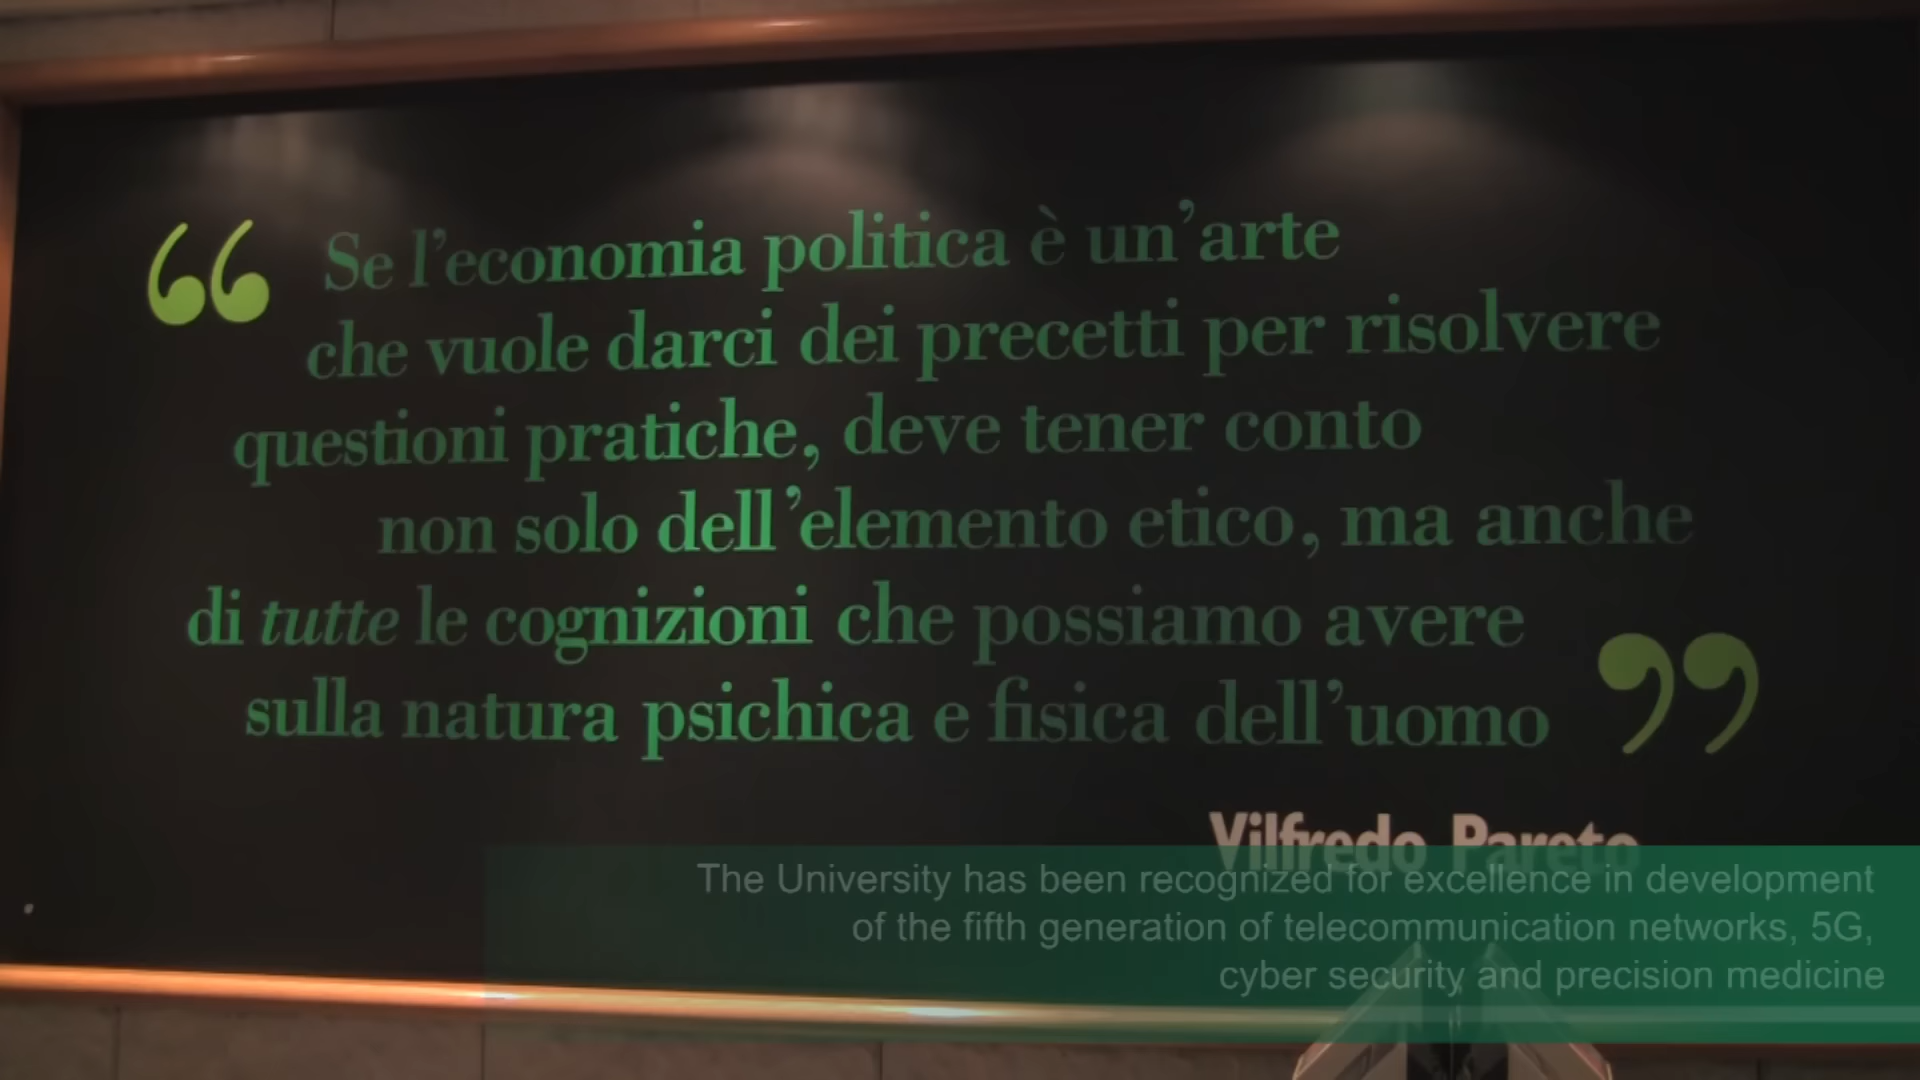 “ Se l’economia politica è un’arte
che vuole darci dei precetti per risolvere
questioni pratiche, deve tener conto
non solo dell’elemento etico, ma anche
di tutte le cognizioni che possiamo avere
sulla natura psichica e fisica dell’uomo ”
Vilfredo Pareto
The University has been recognized for excellence in development
of the fifth generation of telecommunication networks, 5G,
cyber security and precision medicine